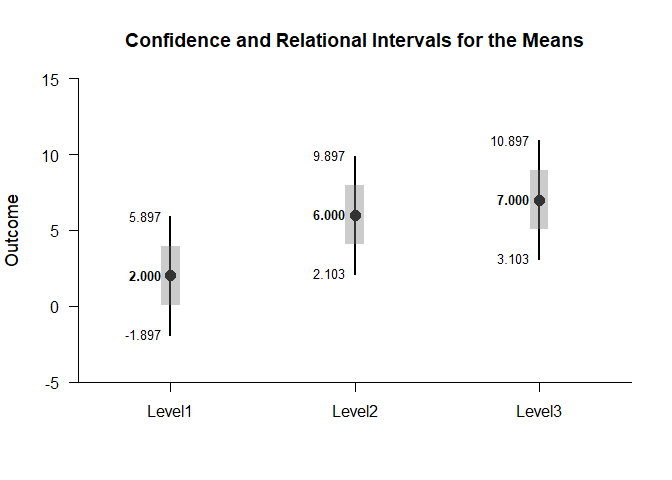 Confidence and Relational Intervals for the Means
Outcome
15
10
5
0
-5
5.897
2.000
-1.897
9.897
6.000
2.103
10.897
7.000
3.103
Level1
Level2
Level3